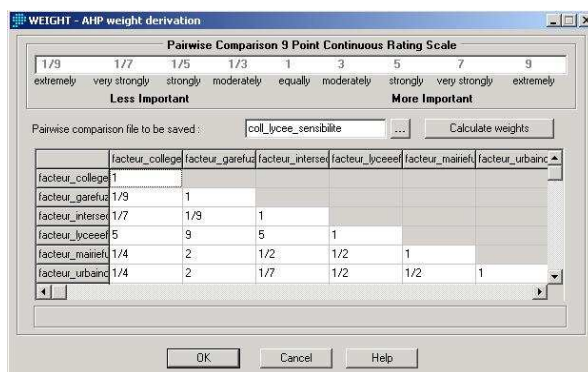 WEIGHT - AHP weight derivation
Pairwise Comparison 9 Point Continuous Rating Scale
1/9 1/7 1/5 1/3 1 3 5 7 9
extremely very strongly strongly moderately equally moderately strongly very strongly extremely
Less Important More Important
Pairwise comparison file to be saved : coll_lycee_sensibilite ... Calculate weights
facteur_college facteur_garefuz facteur_intersec facteur_lyceeef facteur_mairiefu facteur_urbainc
facteur_college 1
facteur_garefuz 1/9 1
facteur_intersec 1/7 1/9 1
facteur_lyceeef 5 9 5 1
facteur_mairiefu 1/4 2 1/2 1/2 1
facteur_urbainc 1/4 2 1/7 1/2 1/2 1
OK Cancel Help